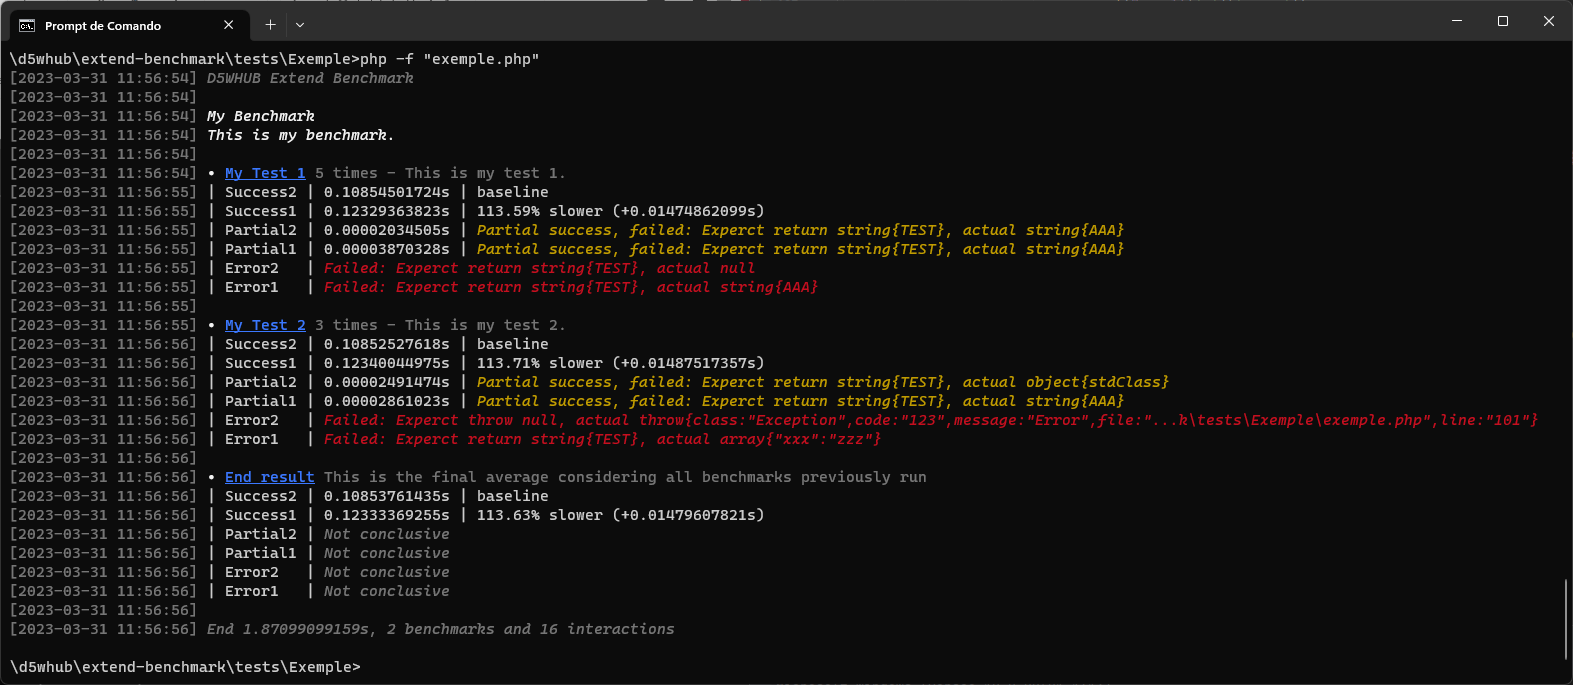 Prompt de Comando
\d5whub\extend-benchmark\tests\Exemple>php -f "exemple.php"
[2023-03-31 11:56:54] D5WHUB Extend Benchmark
[2023-03-31 11:56:54]
[2023-03-31 11:56:54] My Benchmark
[2023-03-31 11:56:54] This is my benchmark.
[2023-03-31 11:56:54]
[2023-03-31 11:56:54] • My Test 1 5 times - This is my test 1.
[2023-03-31 11:56:55] | Success2 | 0.10854501724s | baseline
[2023-03-31 11:56:55] | Success1 | 0.12329363823s | 113.59% slower (+0.01474862099s)
[2023-03-31 11:56:55] | Partial2 | 0.00002034505s | Partial success, failed: Experct return string{TEST}, actual string{AAA}
[2023-03-31 11:56:55] | Partial1 | 0.00003870328s | Partial success, failed: Experct return string{TEST}, actual string{AAA}
[2023-03-31 11:56:55] | Error2 | Failed: Experct return string{TEST}, actual null
[2023-03-31 11:56:55] | Error1 | Failed: Experct return string{TEST}, actual string{AAA}
[2023-03-31 11:56:55]
[2023-03-31 11:56:55] • My Test 2 3 times - This is my test 2.
[2023-03-31 11:56:56] | Success2 | 0.10852527618s | baseline
[2023-03-31 11:56:56] | Success1 | 0.12340044975s | 113.71% slower (+0.01487517357s)
[2023-03-31 11:56:56] | Partial2 | 0.00002491474s | Partial success, failed: Experct return string{TEST}, actual object{stdClass}
[2023-03-31 11:56:56] | Partial1 | 0.00002861023s | Partial success, failed: Experct return string{TEST}, actual string{AAA}
[2023-03-31 11:56:56] | Error2 | Failed: Experct throw null, actual throw{class:"Exception",code:"123",message:"Error",file:"...k\tests\Exemple\exemple.php",line:"101"}
[2023-03-31 11:56:56] | Error1 | Failed: Experct return string{TEST}, actual array{"xxx":"zzz"}
[2023-03-31 11:56:56]
[2023-03-31 11:56:56] • End result This is the final average considering all benchmarks previously run
[2023-03-31 11:56:56] | Success2 | 0.10853761435s | baseline
[2023-03-31 11:56:56] | Success1 | 0.12333369255s | 113.63% slower (+0.01479607821s)
[2023-03-31 11:56:56] | Partial2 | Not conclusive
[2023-03-31 11:56:56] | Partial1 | Not conclusive
[2023-03-31 11:56:56] | Error2 | Not conclusive
[2023-03-31 11:56:56] | Error1 | Not conclusive
[2023-03-31 11:56:56]
[2023-03-31 11:56:56] End 1.87099099159s, 2 benchmarks and 16 interactions
\d5whub\extend-benchmark\tests\Exemple>